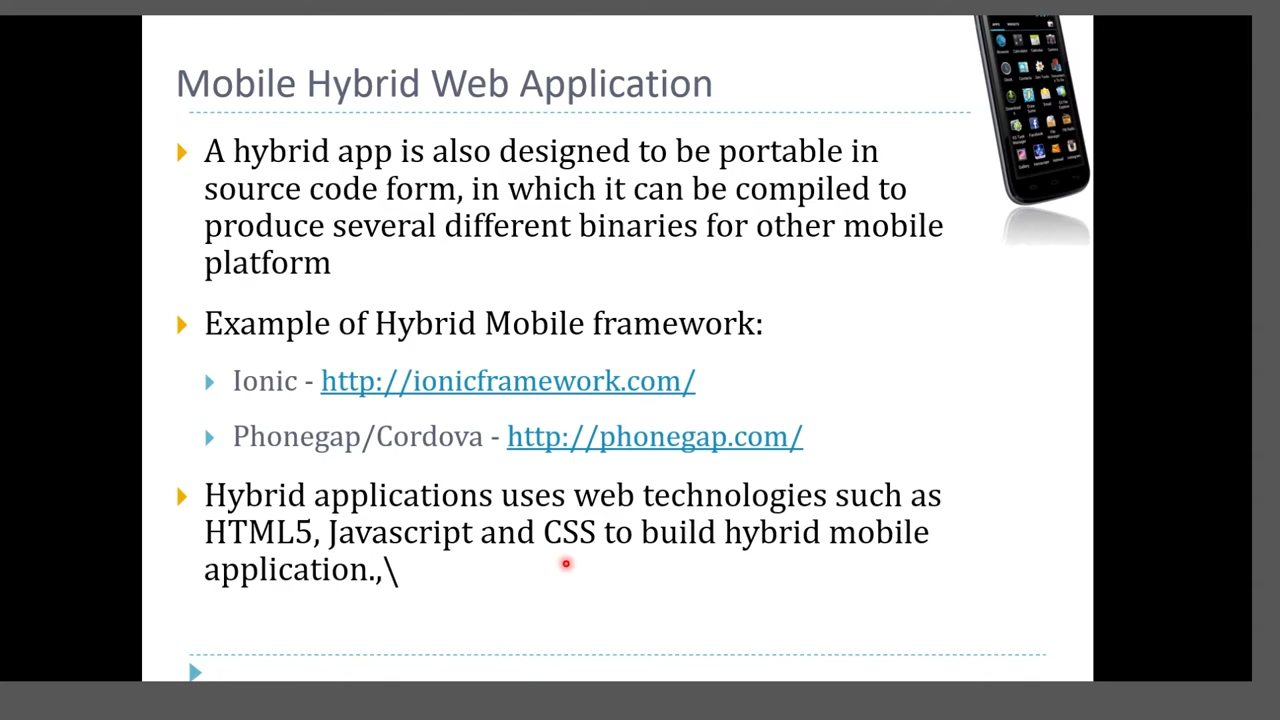 Mobile Hybrid Web Application
A hybrid app is also designed to be portable in
source code form, in which it can be compiled to
produce several different binaries for other mobile
platform
Example of Hybrid Mobile framework:
Ionic - http://ionicframework.com/
Phonegap/Cordova - http://phonegap.com/
Hybrid applications uses web technologies such as
HTML5, Javascript and CSS to build hybrid mobile
application.,\